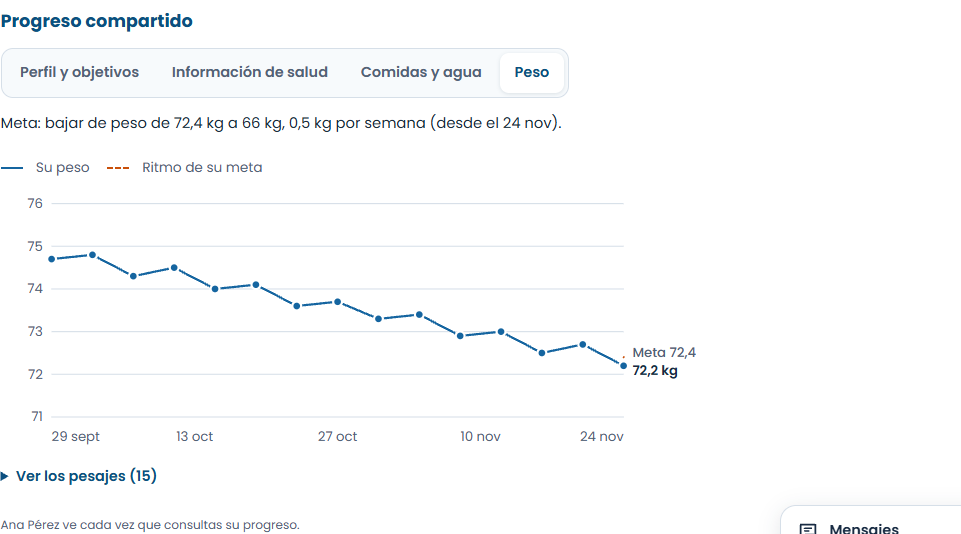 Progreso compartido
Perfil y objetivos Información de salud Comidas y agua Peso
Meta: bajar de peso de 72,4 kg a 66 kg, 0,5 kg por semana (desde el 24 nov).
Su peso Ritmo de su meta
76
75
74
73
Meta 72,4
72,2 kg
72
71
29 sept 13 oct 27 oct 10 nov 24 nov
Ver los pesajes (15)
Ana Pérez ve cada vez que consultas su progreso.
Mensajes